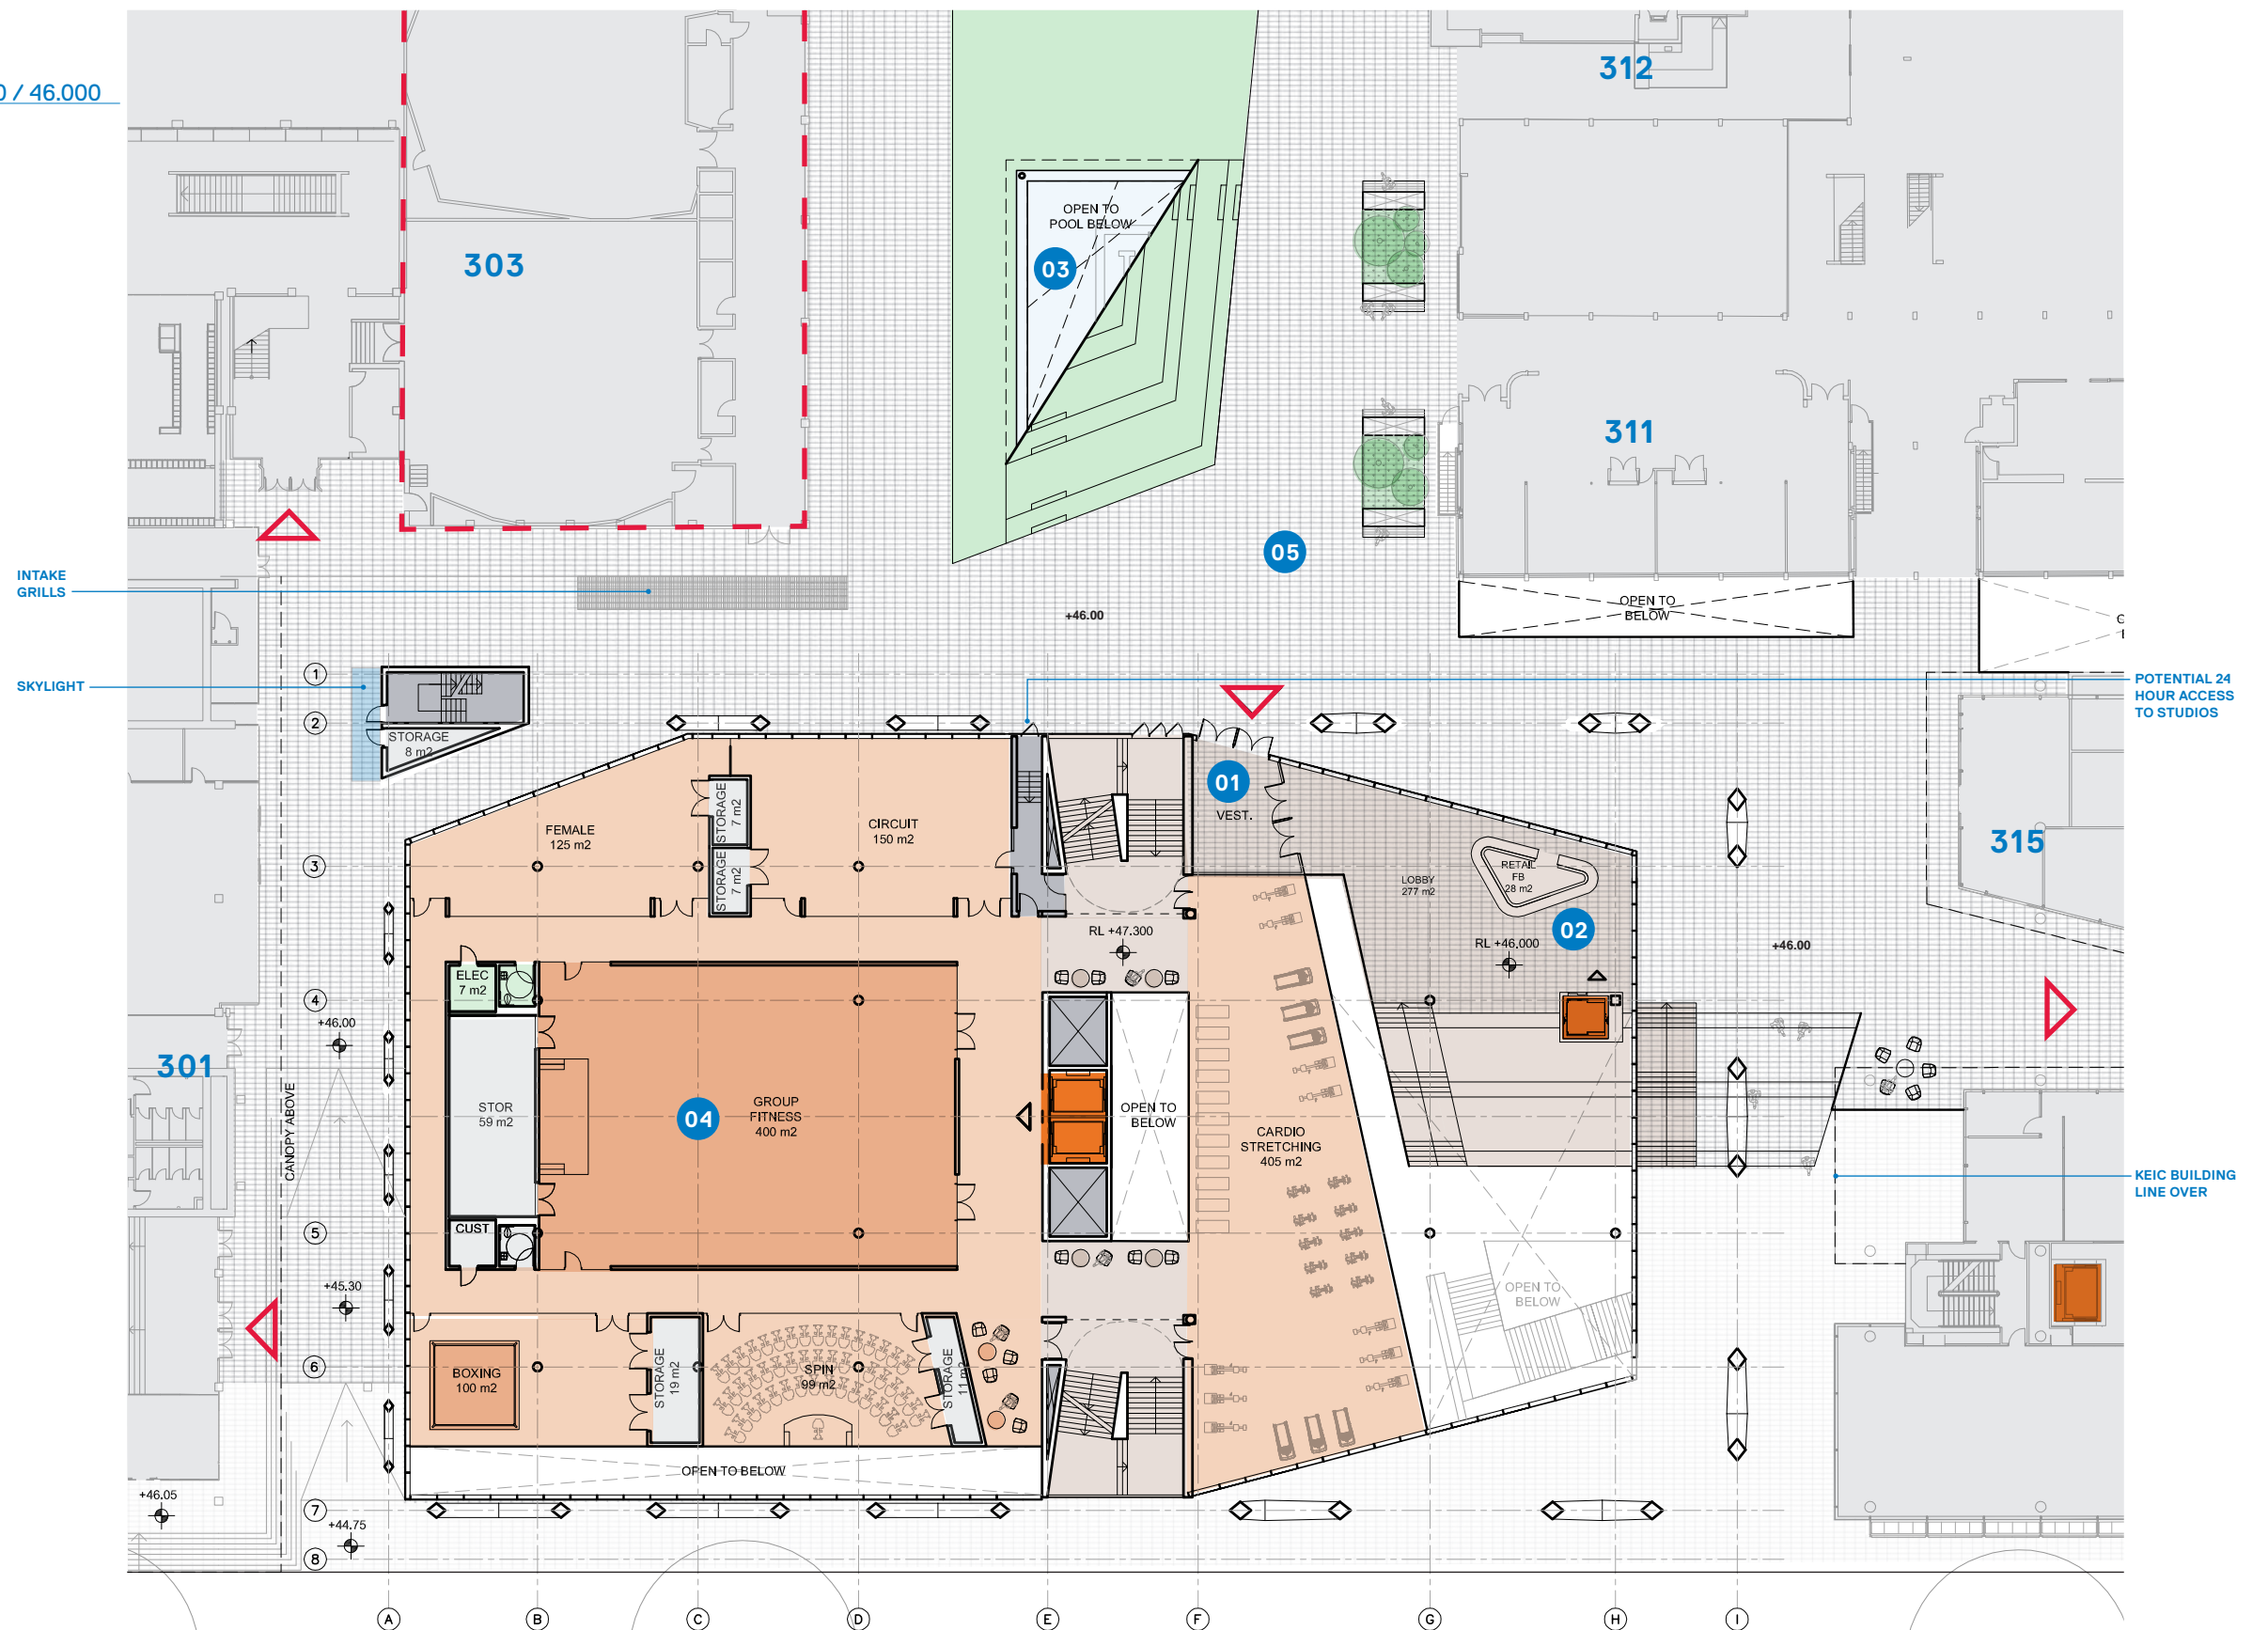 312
0 / 46.000
OPEN TO
POOL BELOW
303
03
311
05
INTAKE
GRILLS
OPEN TO
BELOW
+46.00
1
SKYLIGHT
POTENTIAL 24
HOUR ACCESS
TO STUDIOS
2
STORAGE
8 m2
01
VEST.
STORAGE
7 m2
FEMALE
125 m2
CIRCUIT
150 m2
315
3
STORAGE
7 m2
RETAIL
FB
28 m2
LOBBY
277 m2
02
RL +47.300
RL +46.000
+46.00
ELEC
7 m2
4
+46.00
301
STOR
59 m2
04
GROUP
FITNESS
400 m2
OPEN TO
BELOW
CANOPY ABOVE
CARDIO
STRETCHING
405 m2
KEIC BUILDING
LINE OVER
CUST
5
+45.30
OPEN TO
BELOW
BOXING
100 m2
6
STORAGE
19 m2
SPIN
99 m2
STORAGE
11 m2
OPEN TO BELOW
+46.05
7
+44.75
8
A
B
C
D
E
F
G
H
I